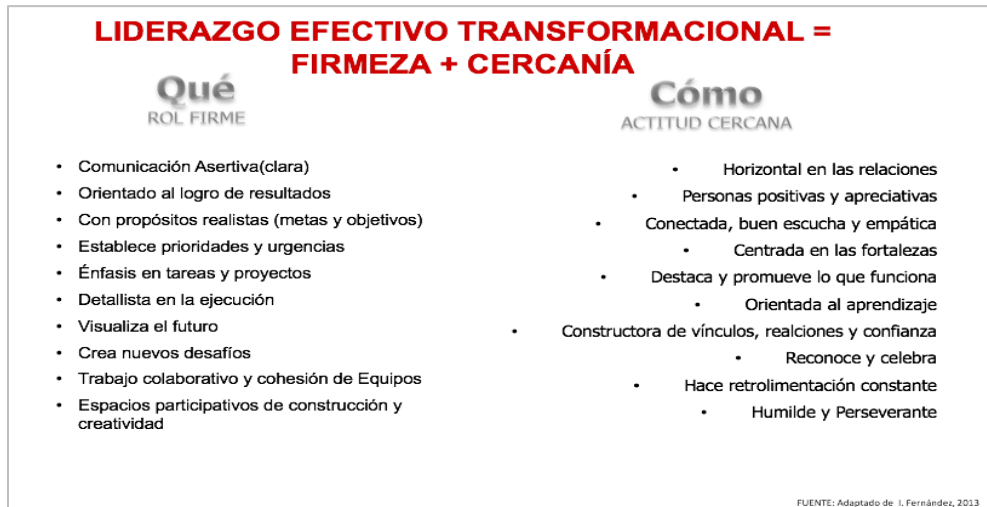 LIDERAZGO EFECTIVO TRANSFORMACIONAL =
FIRMEZA + CERCANÍA
Qué
ROL FIRME
• Comunicación Asertiva(clara)
• Orientado al logro de resultados
• Con propósitos realistas (metas y objetivos)
• Establece prioridades y urgencias
• Énfasis en tareas y proyectos
• Detallista en la ejecución
• Visualiza el futuro
• Crea nuevos desafíos
• Trabajo colaborativo y cohesión de Equipos
• Espacios participativos de construcción y
creatividad
Cómo
ACTITUD CERCANA
• Horizontal en las relaciones
• Personas positivas y apreciativas
• Conectada, buen escucha y empática
• Centrada en las fortalezas
• Destaca y promueve lo que funciona
• Orientada al aprendizaje
• Constructora de vínculos, realciones y confianza
• Reconoce y celebra
• Hace retrolimentación constante
• Humilde y Perseverante
FUENTE: Adaptado de I. Fernández, 2013